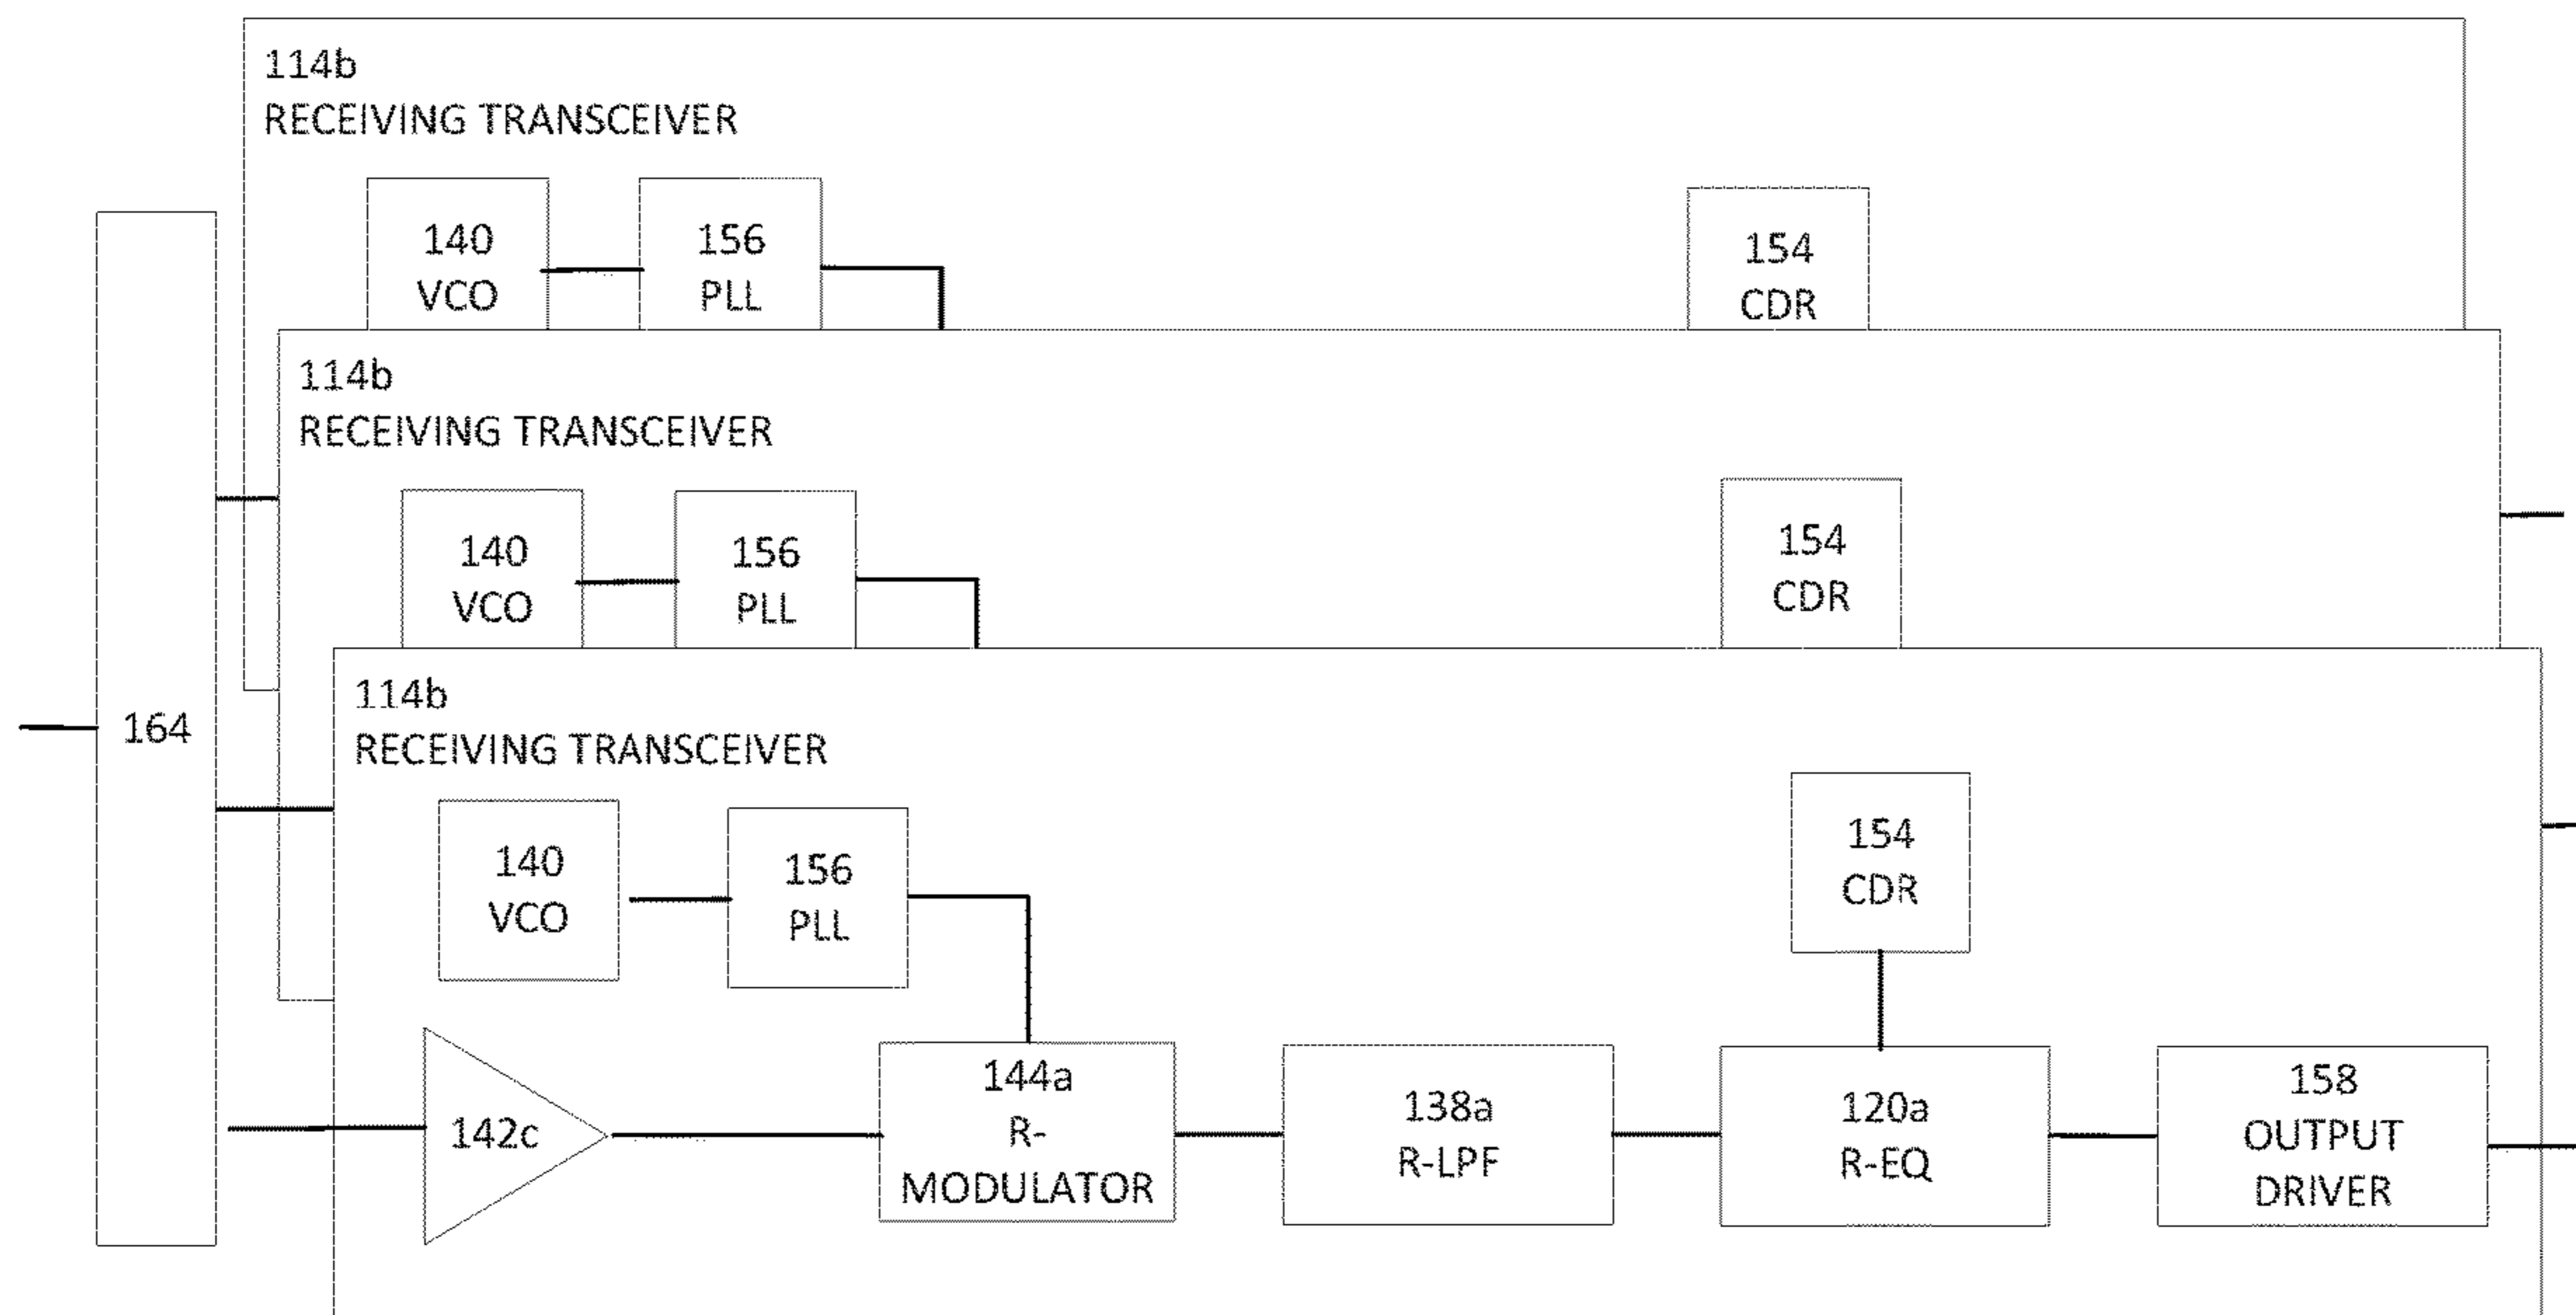 114b
RECEIVING TRANSCEIVER
140
VCO
156
PLL
154
CDR
114b
RECEIVING TRANSCEIVER
140
VCO
156
PLL
154
CDR
164
114b
RECEIVING TRANSCEIVER
140
VCO
156
PLL
154
CDR
142c
144a
R-
MODULATOR
138a
R-LPF
120a
R-EQ
158
OUTPUT
DRIVER